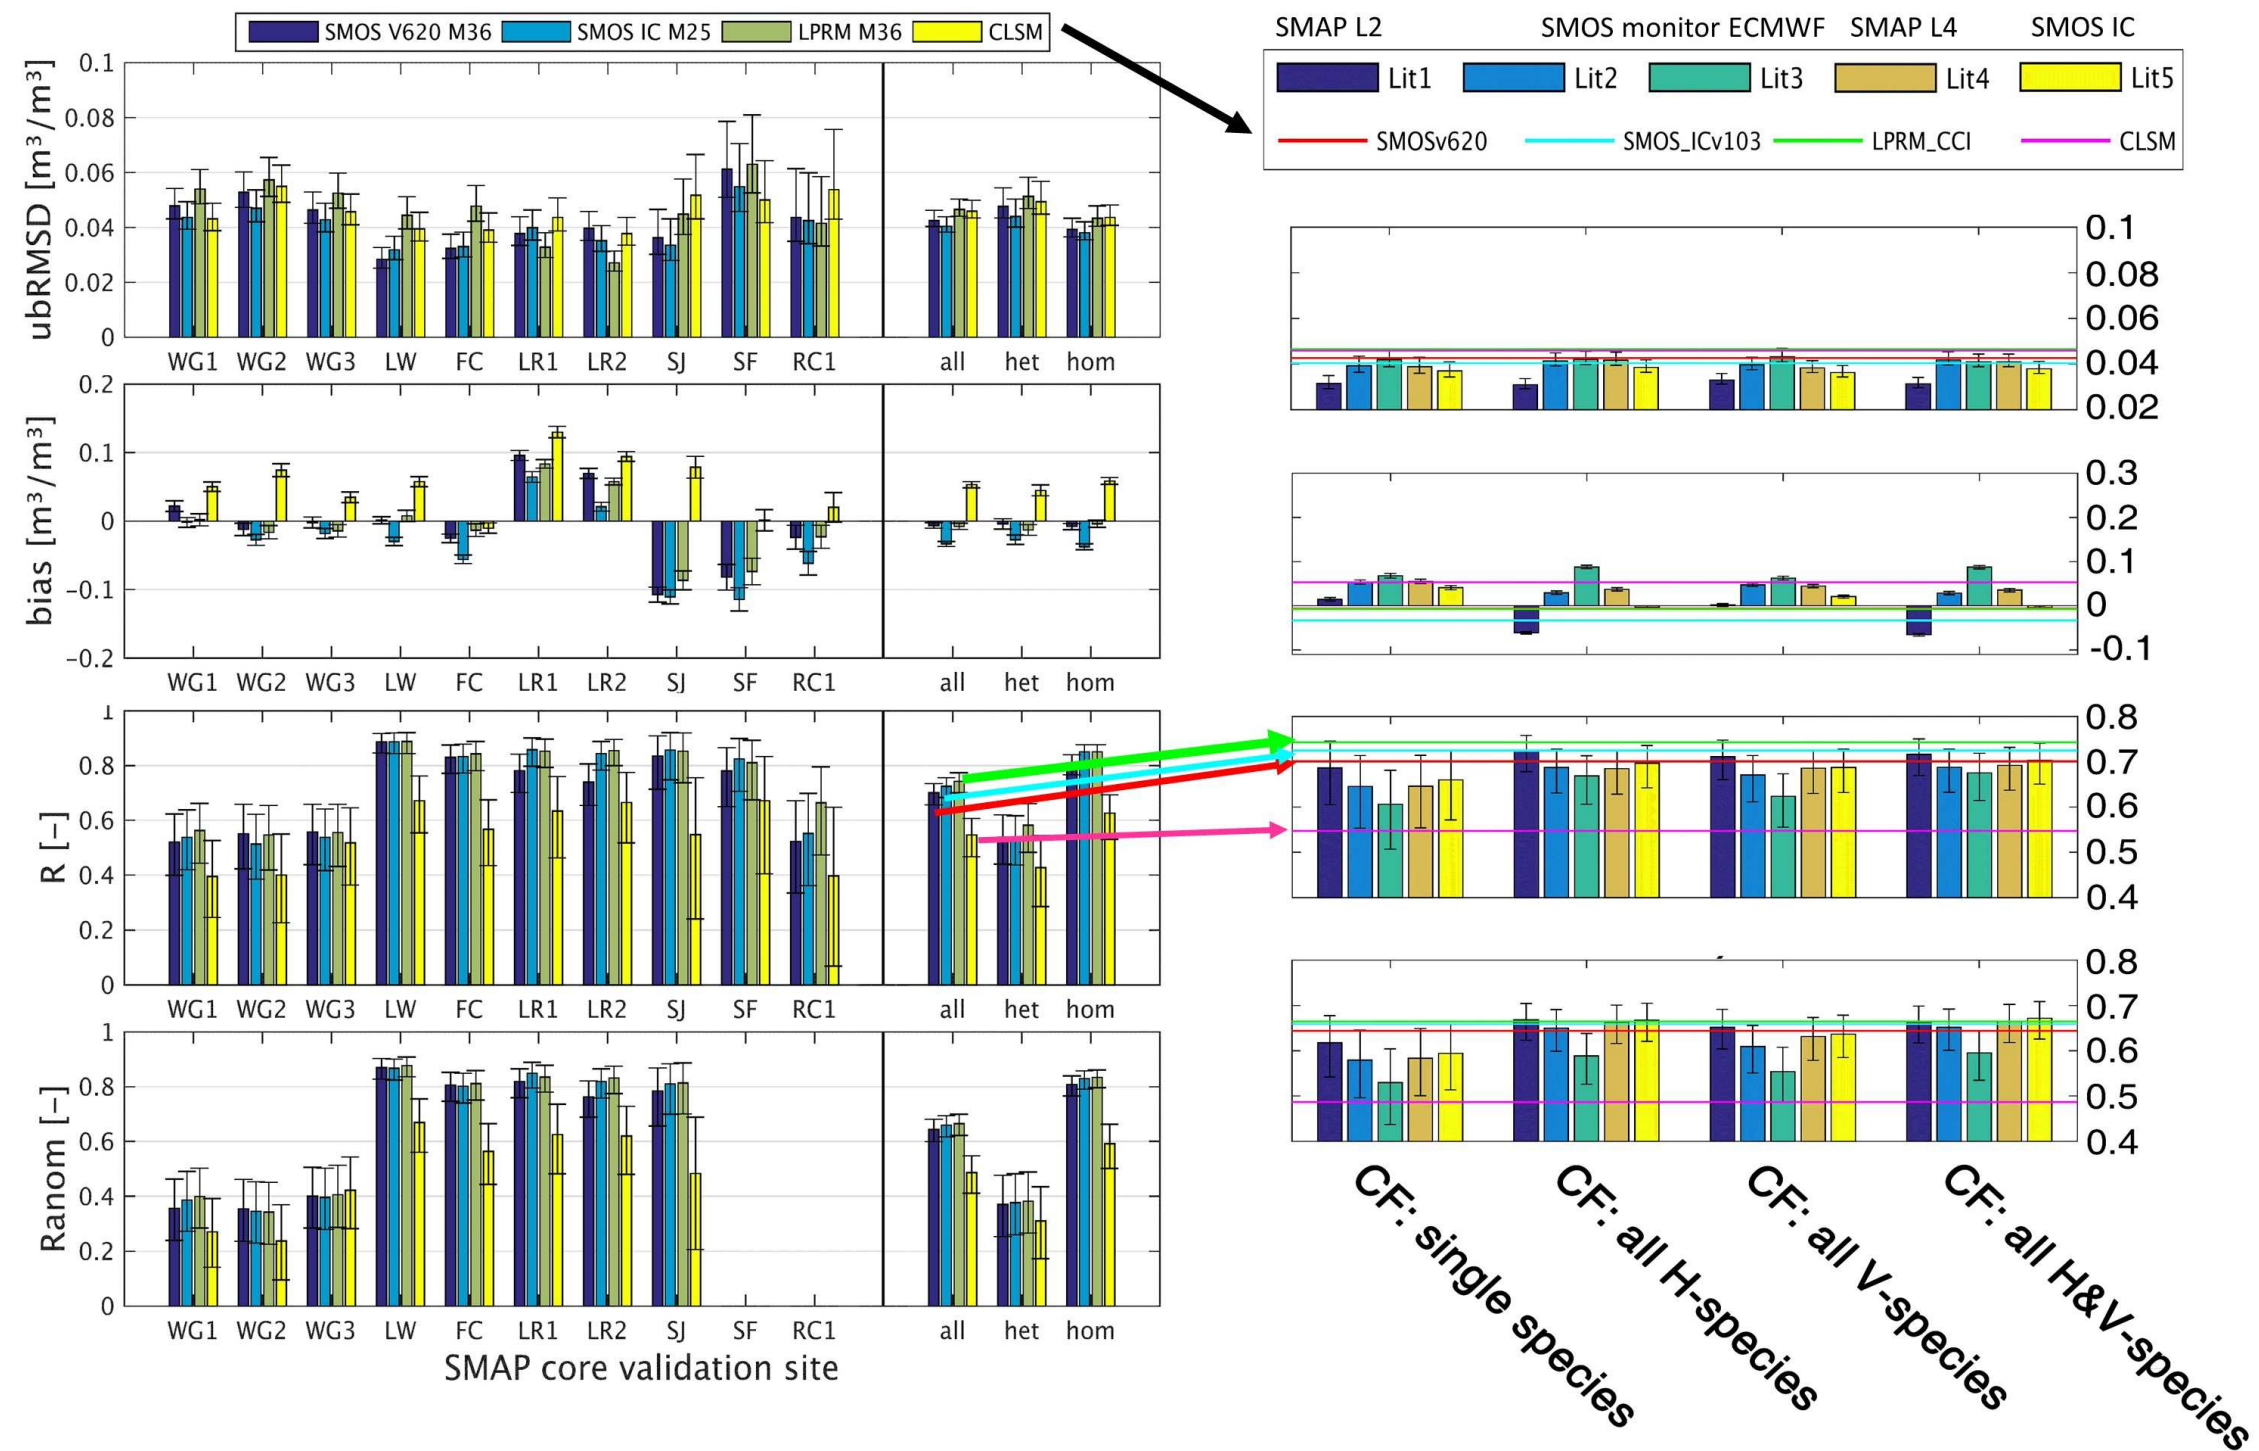 SMOS V620 M36 SMOS IC M25 LPRM M36 CLSM
ubRMSD [m³/m³]
0.1
0.08
0.06
0.04
0.02
0
WG1 WG2 WG3 LW FC LR1 LR2 SJ SF RC1 all het hom
bias [m³/m³]
0.2
0.1
0
−0.1
−0.2
WG1 WG2 WG3 LW FC LR1 LR2 SJ SF RC1 all het hom
R [−]
1
0.8
0.6
0.4
0.2
0
WG1 WG2 WG3 LW FC LR1 LR2 SJ SF RC1 all het hom
Ranom [−]
1
0.8
0.6
0.4
0.2
0
WG1 WG2 WG3 LW FC LR1 LR2 SJ SF RC1 all het hom
SMAP core validation site
SMAP L2 SMOS monitor ECMWF SMAP L4 SMOS IC
Lit1 Lit2 Lit3 Lit4 Lit5
SMOSv620 SMOS_ICv103 LPRM_CCI CLSM
0.1
0.08
0.06
0.04
0.02
0.3
0.2
0.1
0
-0.1
0.8
0.7
0.6
0.5
0.4
0.8
0.7
0.6
0.5
0.4
CF: single species
CF: all H-species
CF: all V-species
CF: all H&V-species